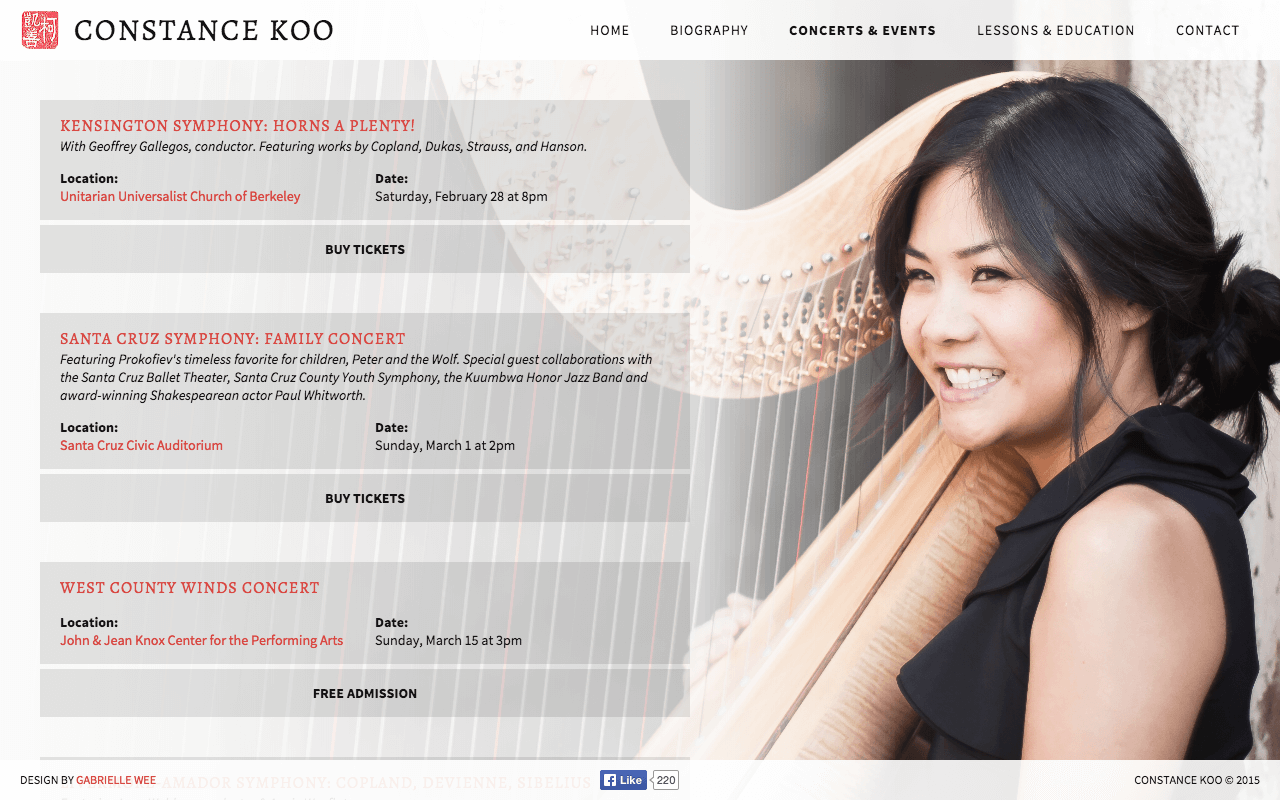 凱善柯
CONSTANCE KOO
HOME BIOGRAPHY CONCERTS & EVENTS LESSONS & EDUCATION CONTACT
KENSINGTON SYMPHONY: HORNS A PLENTY!
With Geoffrey Gallegos, conductor. Featuring works by Copland, Dukas, Strauss, and Hanson.
Location: Date:
Unitarian Universalist Church of Berkeley Saturday, February 28 at 8pm
BUY TICKETS
SANTA CRUZ SYMPHONY: FAMILY CONCERT
Featuring Prokofiev's timeless favorite for children, Peter and the Wolf. Special guest collaborations with
the Santa Cruz Ballet Theater, Santa Cruz County Youth Symphony, the Kuumbwa Honor Jazz Band and
award-winning Shakespearean actor Paul Whitworth.
Location: Date:
Santa Cruz Civic Auditorium Sunday, March 1 at 2pm
BUY TICKETS
WEST COUNTY WINDS CONCERT
Location: Date:
John & Jean Knox Center for the Performing Arts Sunday, March 15 at 3pm
FREE ADMISSION
AMADOR SYMPHONY: COPLAND, DEVIENNE, SIBELIUS
DESIGN BY GABRIELLE WEE Like 220 CONSTANCE KOO © 2015